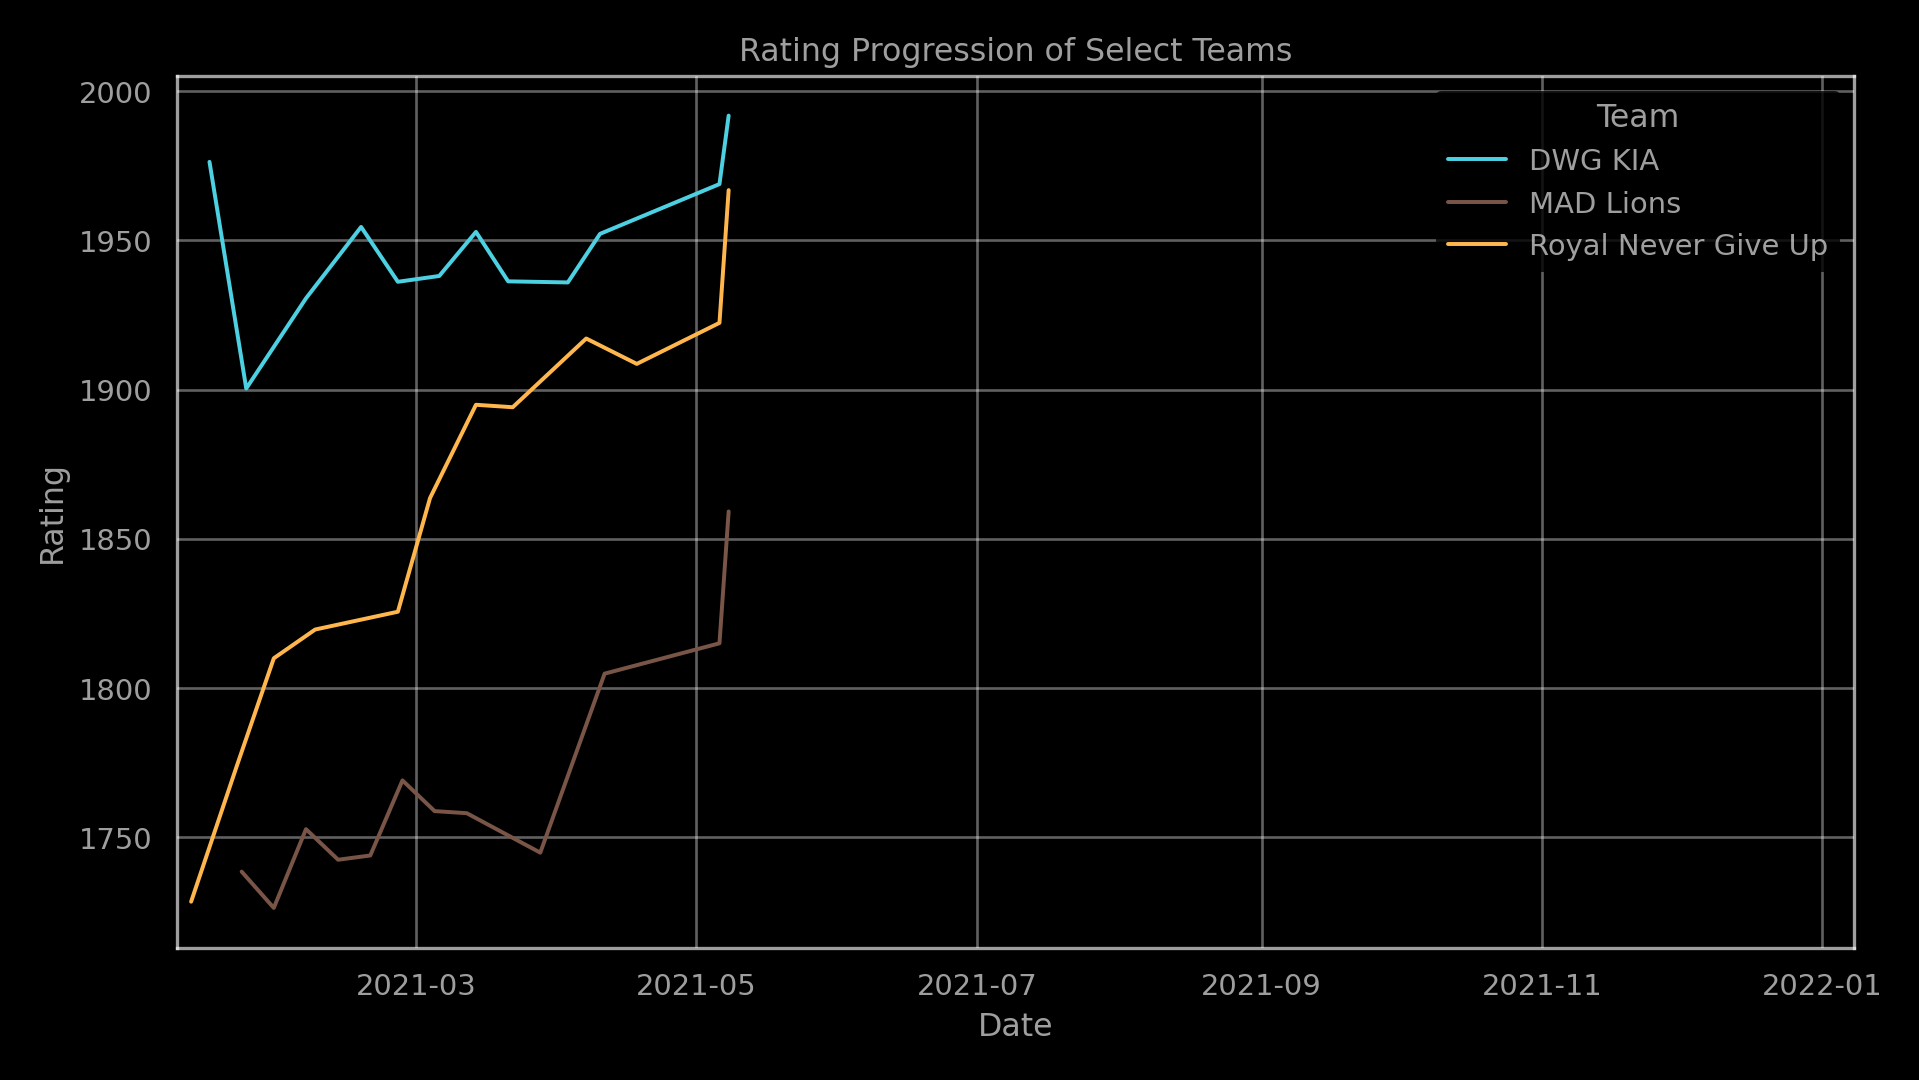 Rating Progression of Select Teams
2000
1950
1900
1850
1800
1750
Rating
Team
DWG KIA
MAD Lions
Royal Never Give Up
2021-03
2021-05
2021-07
2021-09
2021-11
2022-01
Date